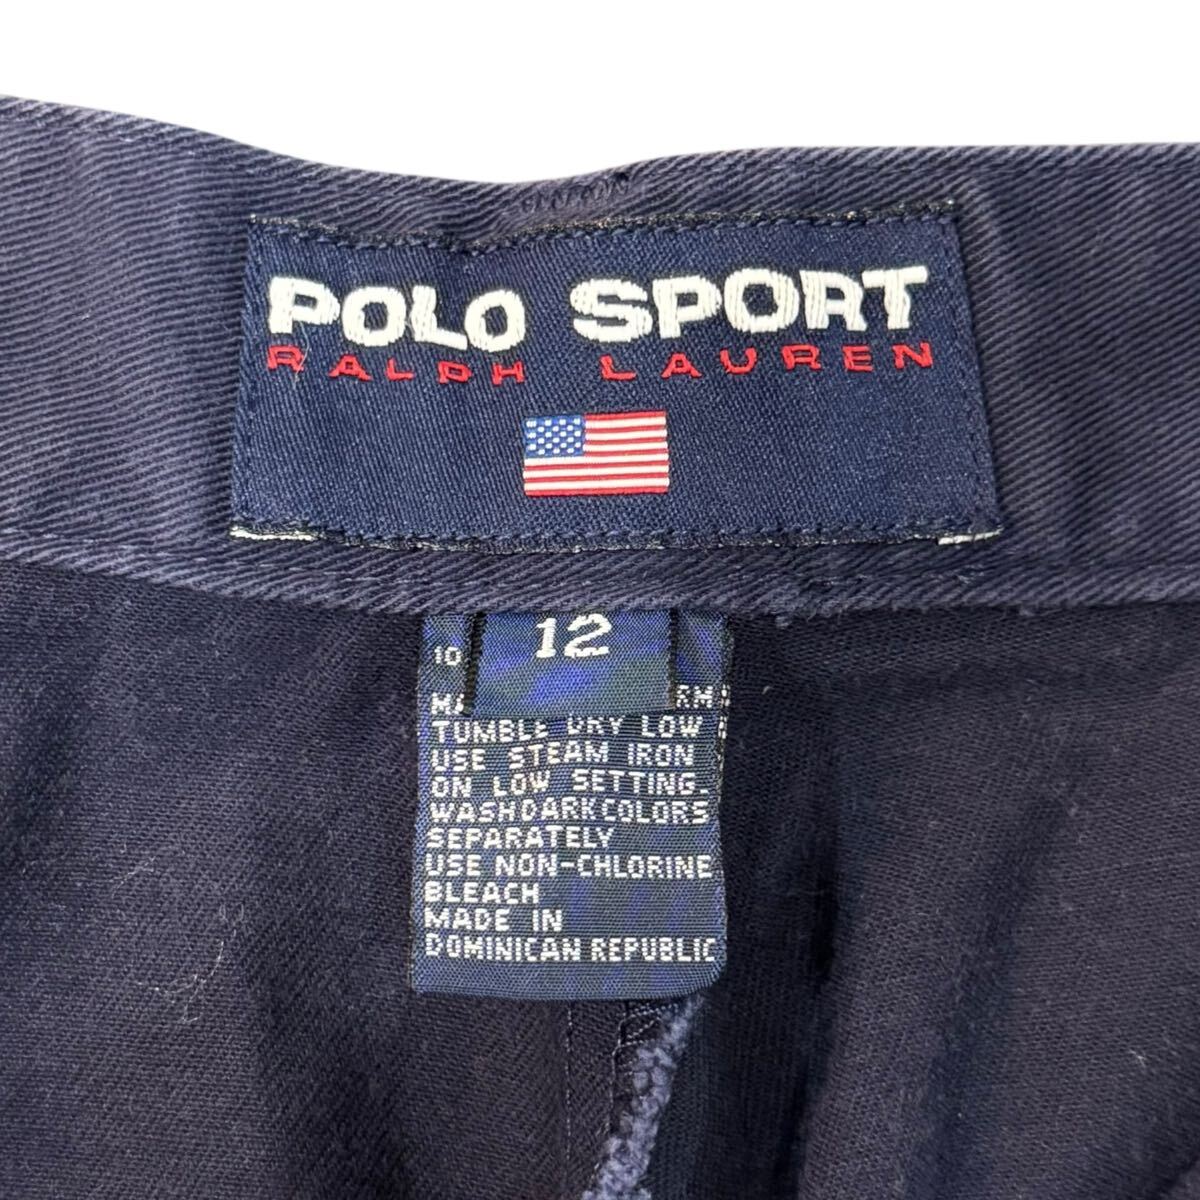 POLO SPORT
RALPH LAUREN
12
10
TUMBLE DRY LOW
USE STEAM IRON
ON LOW SETTING.
WASH DARK COLORS
SEPARATELY
USE NON-CHLORINE
BLEACH
MADE IN
DOMINICAN REPUBLIC